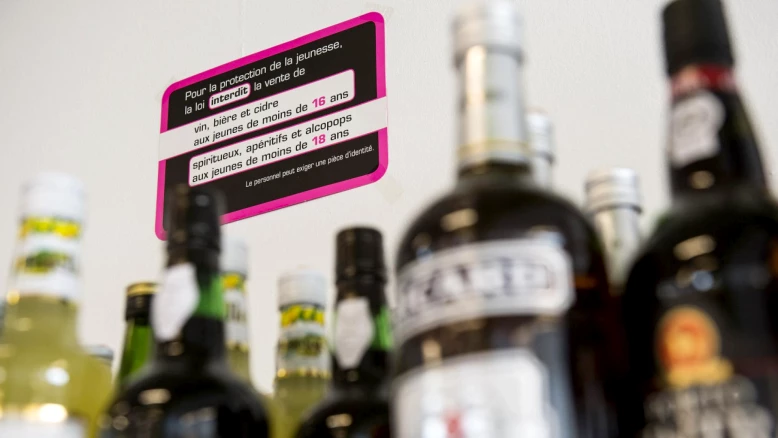 Pour la protection de la jeunesse,
la loi interdit la vente de
vin, bière et cidre
aux jeunes de moins de 16 ans
spiritueux, apéritifs et alcopops
aux jeunes de moins de 18 ans
Le personnel peut exiger une pièce d'identité.